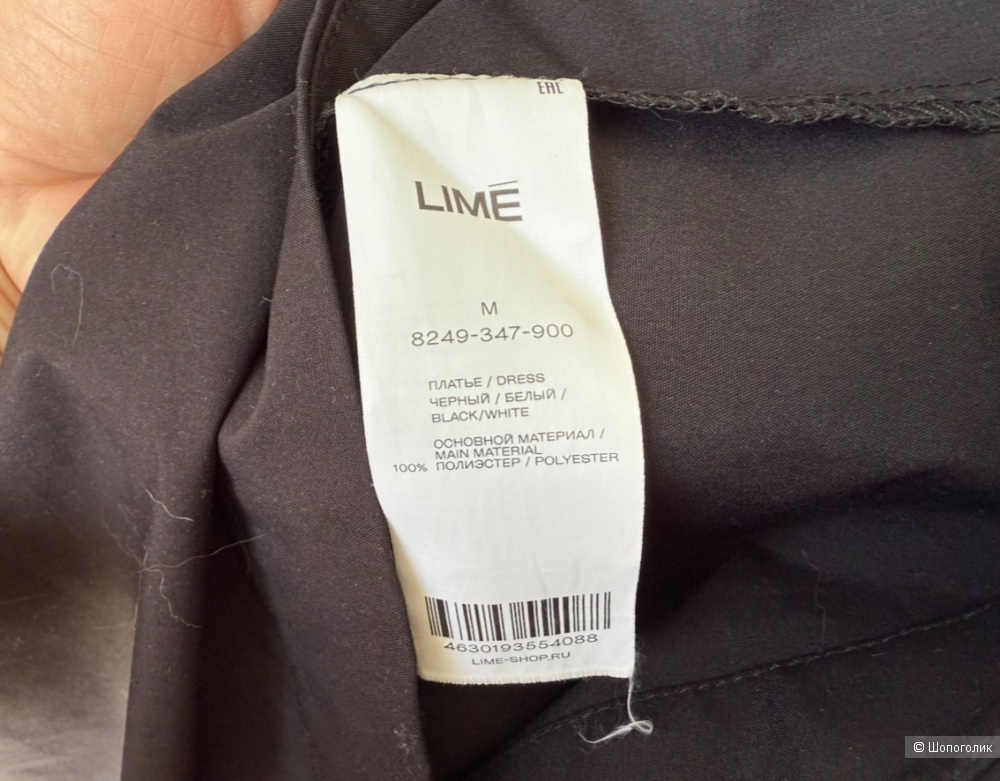 EAC
LIMÉ
M
8249-347-900
ПЛАТЬЕ / DRESS
ЧЕРНЫЙ / БЕЛЫЙ /
BLACK/WHITE
ОСНОВНОЙ МАТЕРИАЛ /
MAIN MATERIAL
100% ПОЛИЭСТЕР / POLYESTER
4630193554088
LIME-SHOP.RU
© Шопоголик